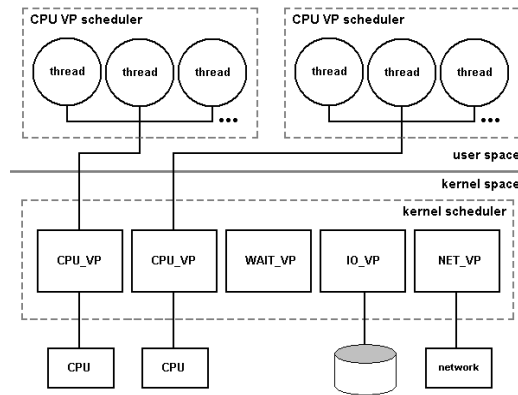 CPU VP scheduler
CPU VP scheduler
thread thread thread thread thread thread
... ...
user space
kernel space
kernel scheduler
CPU_VP CPU_VP WAIT_VP IO_VP NET_VP
CPU CPU network